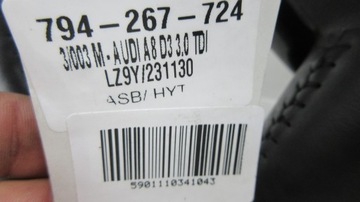 794-267-724
3/003 M - AUDI A8 D3 3.0 TDI
LZ9Y/231130
ASB/ HYT
5901110341043